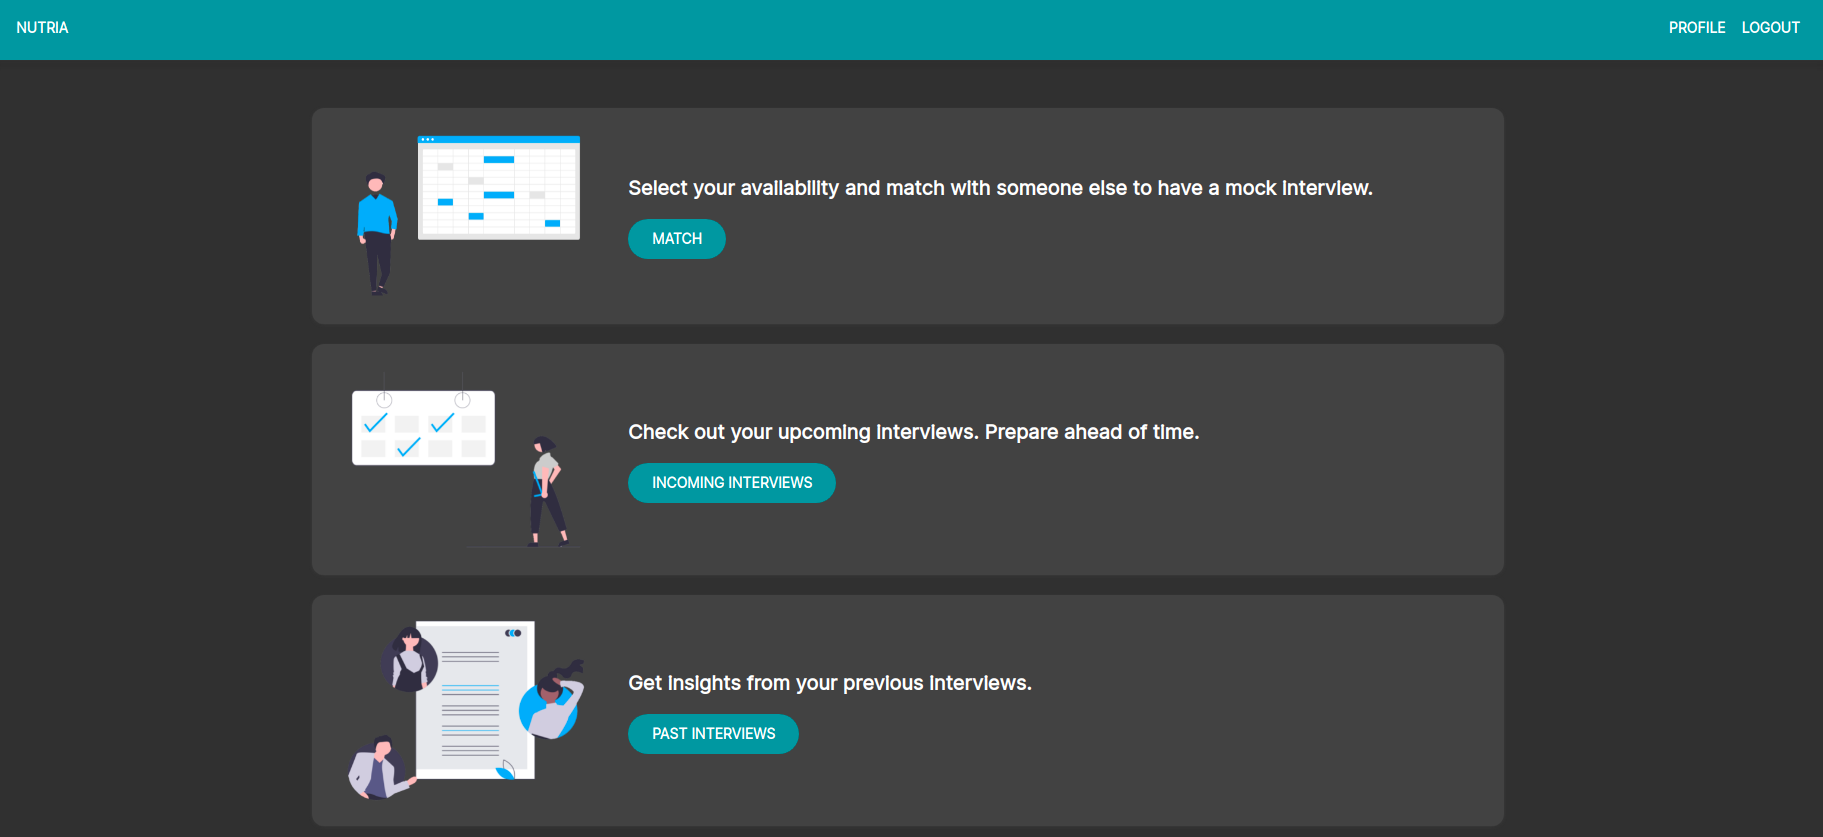 NUTRIA
PROFILE LOGOUT
Select your availability and match with someone else to have a mock interview.
MATCH
Check out your upcoming interviews. Prepare ahead of time.
INCOMING INTERVIEWS
Get insights from your previous interviews.
PAST INTERVIEWS